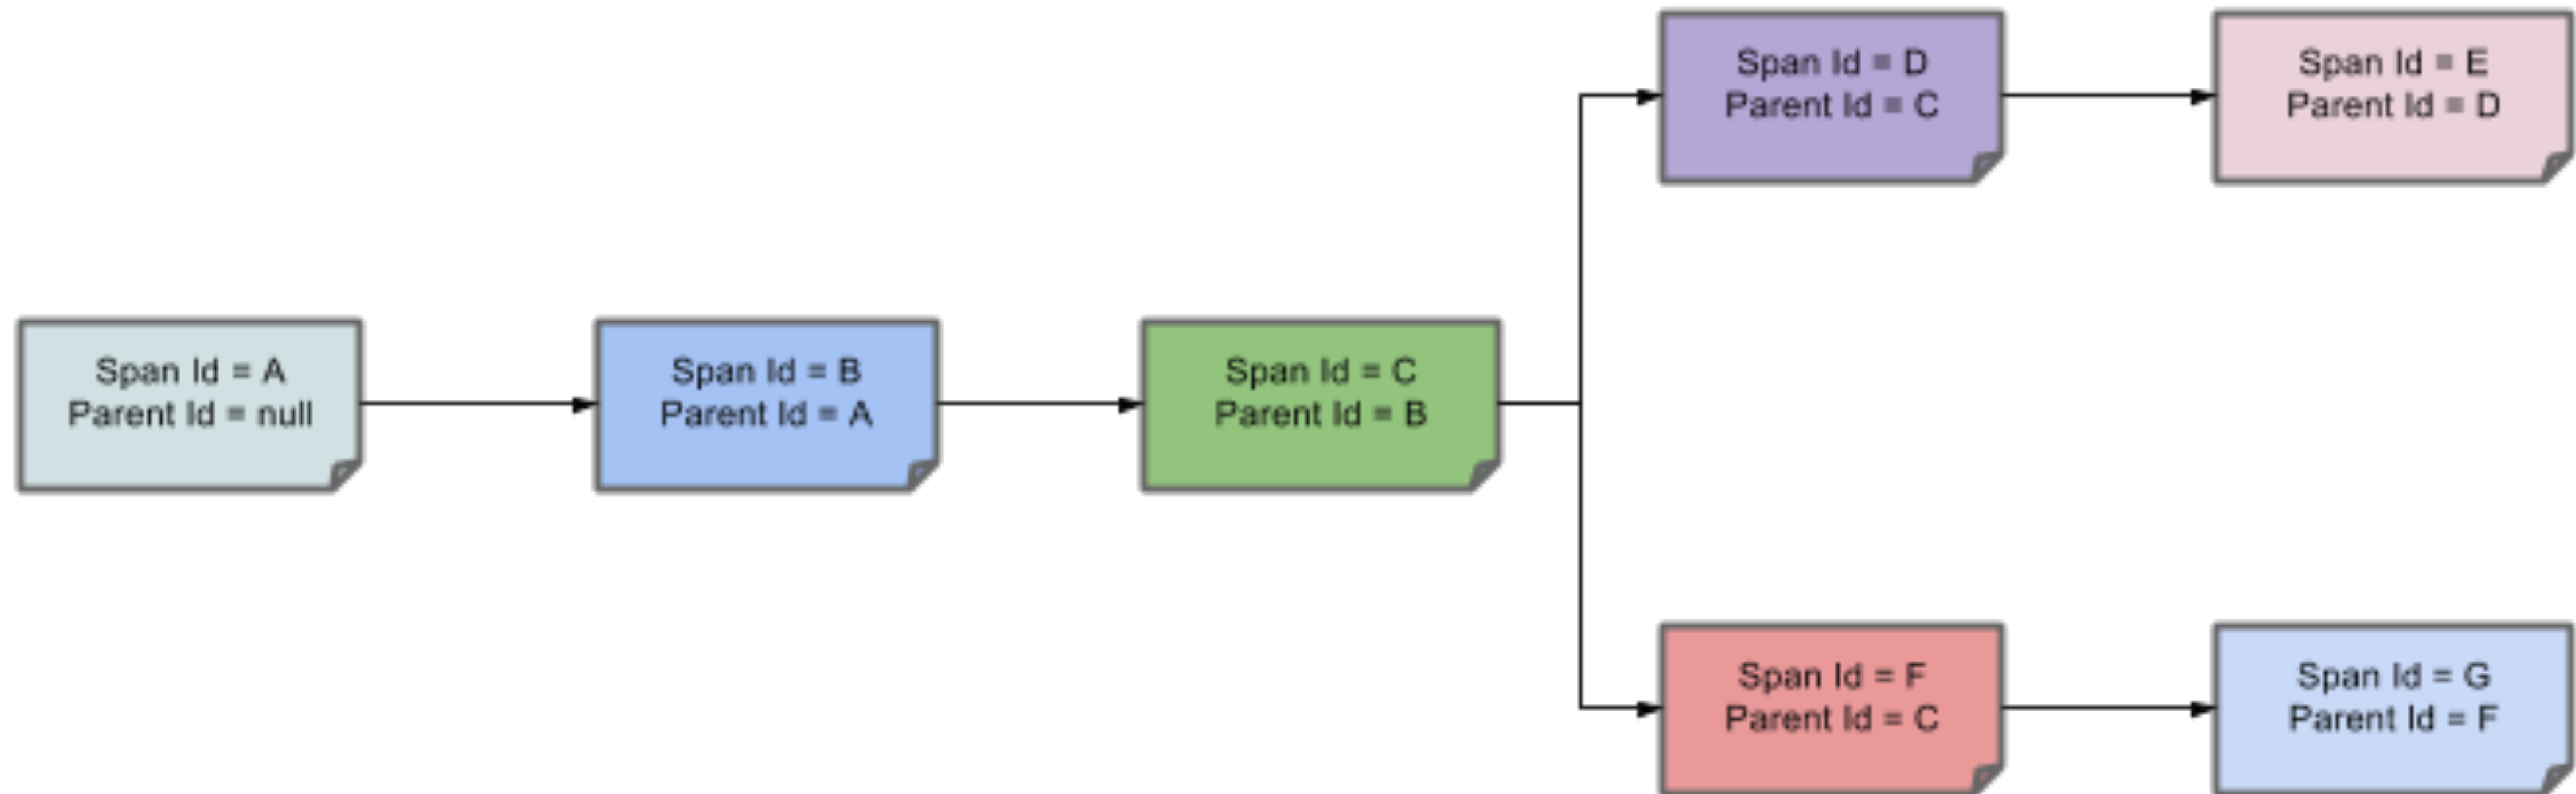 Span Id = A
Parent Id = null
Span Id = B
Parent Id = A
Span Id = C
Parent Id = B
Span Id = D
Parent Id = C
Span Id = E
Parent Id = D
Span Id = F
Parent Id = C
Span Id = G
Parent Id = F